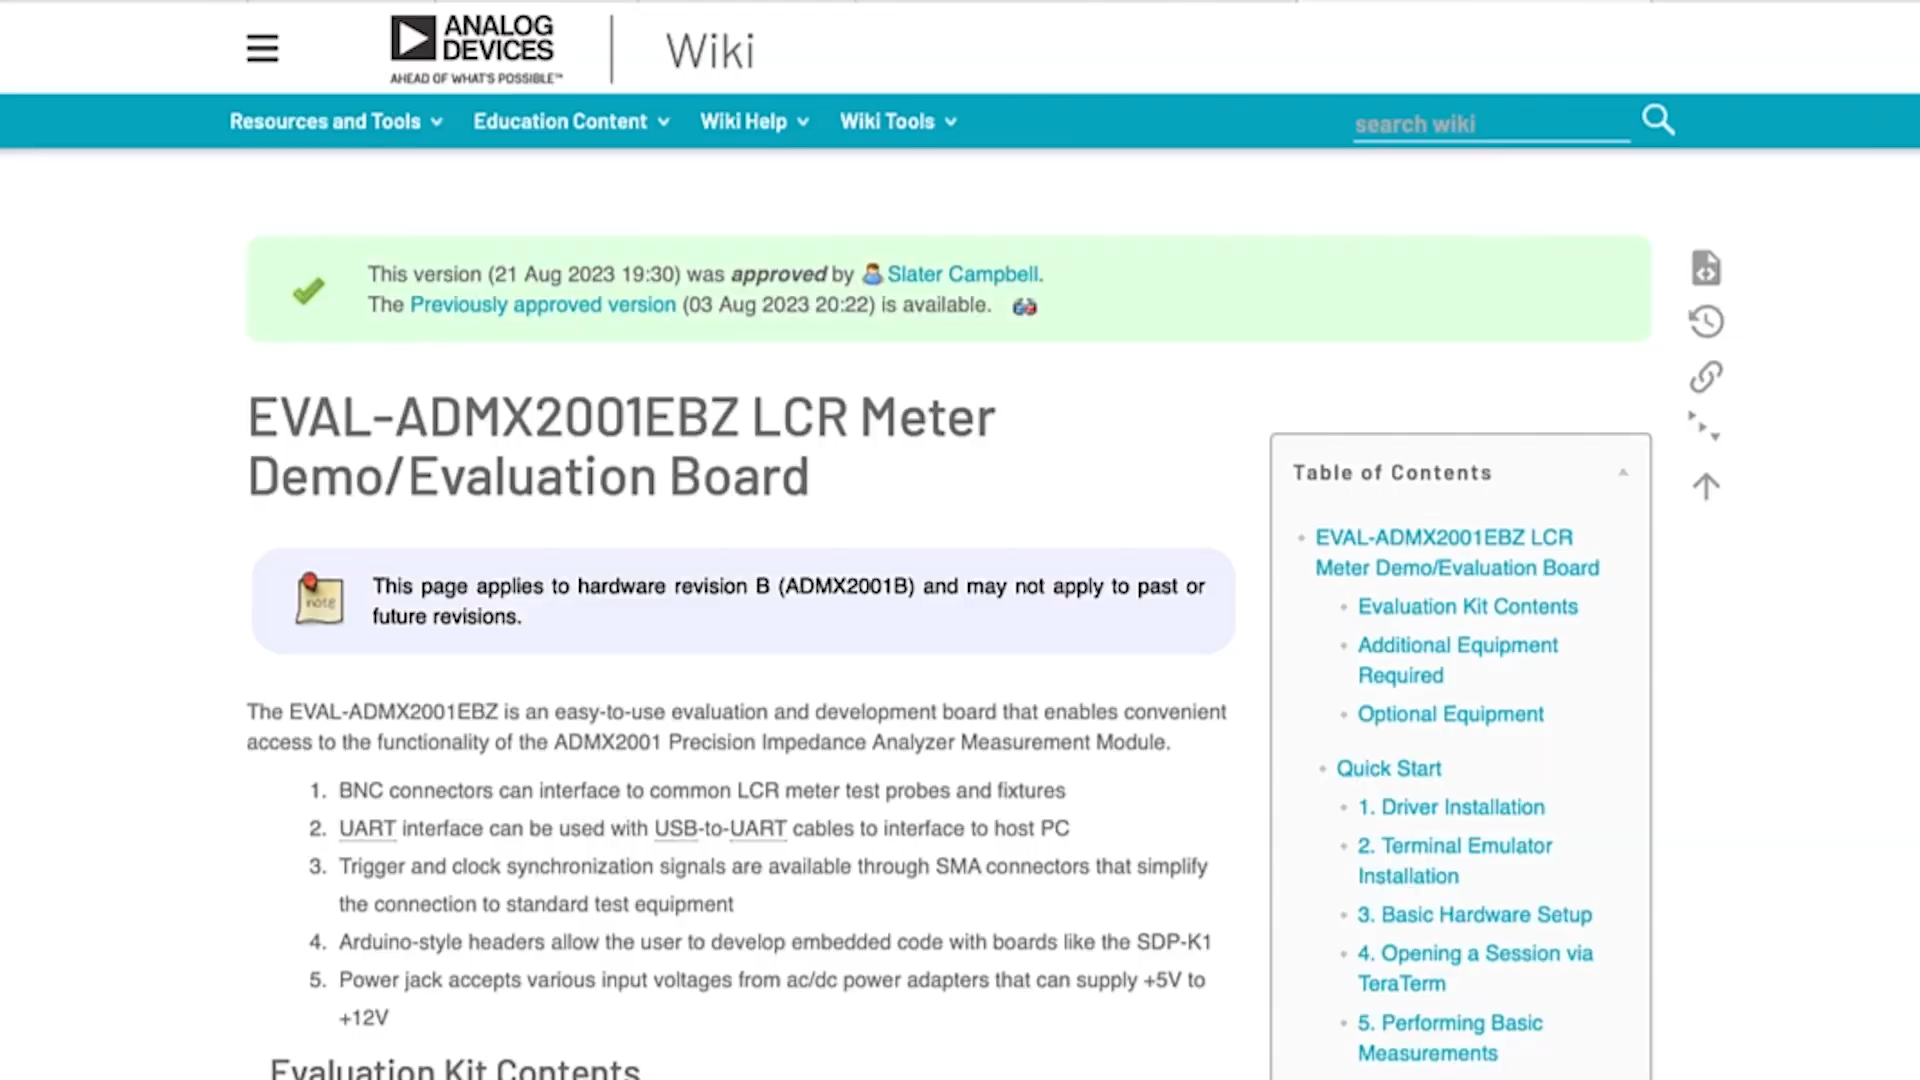 ANALOG
DEVICES
AHEAD OF WHAT'S POSSIBLE™
Wiki
Resources and Tools
Education Content
Wiki Help
Wiki Tools
search wiki
This version (21 Aug 2023 19:30) was approved by Slater Campbell.
The Previously approved version (03 Aug 2023 20:22) is available.
EVAL-ADMX2001EBZ LCR Meter
Demo/Evaluation Board
note
This page applies to hardware revision B (ADMX2001B) and may not apply to past or
future revisions.
The EVAL-ADMX2001EBZ is an easy-to-use evaluation and development board that enables convenient
access to the functionality of the ADMX2001 Precision Impedance Analyzer Measurement Module.
1. BNC connectors can interface to common LCR meter test probes and fixtures
2. UART interface can be used with USB-to-UART cables to interface to host PC
3. Trigger and clock synchronization signals are available through SMA connectors that simplify
the connection to standard test equipment
4. Arduino-style headers allow the user to develop embedded code with boards like the SDP-K1
5. Power jack accepts various input voltages from ac/dc power adapters that can supply +5V to
+12V
Evaluation Kit Contents
Table of Contents
EVAL-ADMX2001EBZ LCR
Meter Demo/Evaluation Board
Evaluation Kit Contents
Additional Equipment
Required
Optional Equipment
Quick Start
1. Driver Installation
2. Terminal Emulator
Installation
3. Basic Hardware Setup
4. Opening a Session via
TeraTerm
5. Performing Basic
Measurements